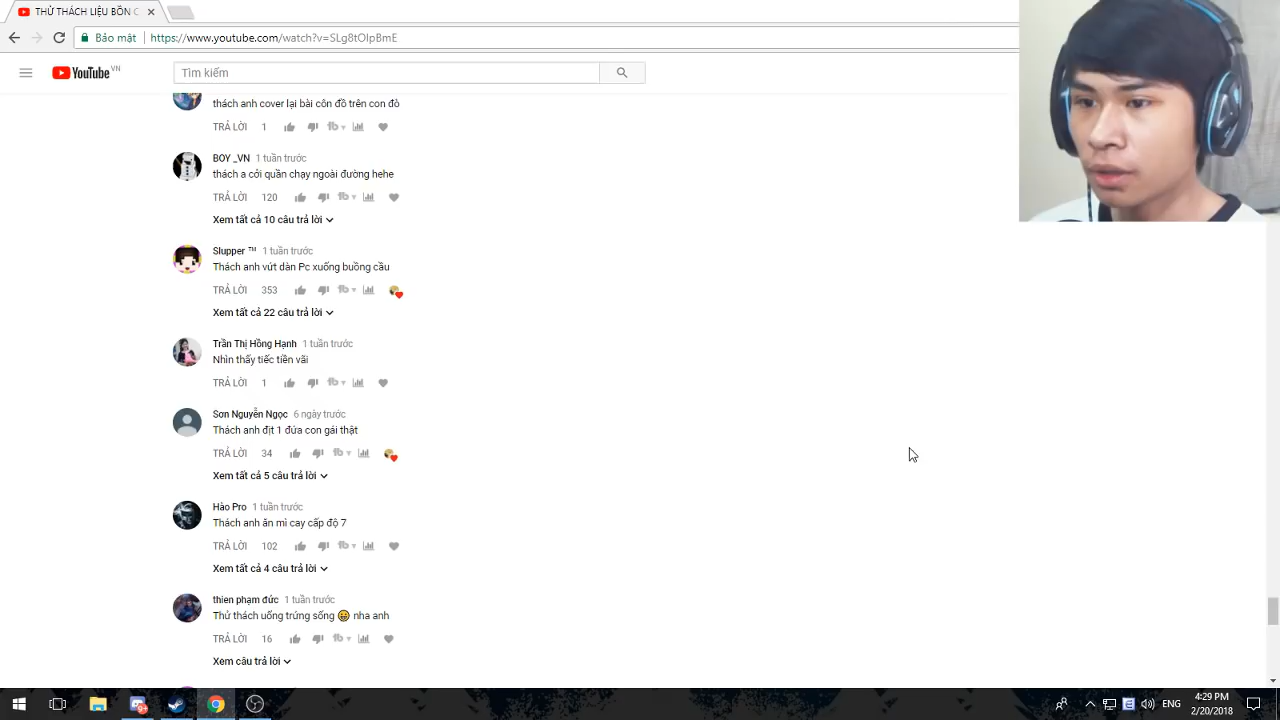 THỬ THÁCH LIỀU BỒN C
Bảo mật
https://www.youtube.com/watch?v=SLg8tOIpBmE
YouTube VN
Tìm kiếm
thách anh cover lại bài côn đồ trên con đò
TRẢ LỜI 1
BOY _VN 1 tuần trước
thách a cởi quần chạy ngoài đường hehe
TRẢ LỜI 120
Xem tất cả 10 câu trả lời
Slupper ™ 1 tuần trước
Thách anh vứt dàn Pc xuống buồng cầu
TRẢ LỜI 353
Xem tất cả 22 câu trả lời
Trần Thị Hồng Hạnh 1 tuần trước
Nhìn thấy tiếc tiền vãi
TRẢ LỜI 1
Sơn Nguyễn Ngọc 6 ngày trước
Thách anh địt 1 đứa con gái thật
TRẢ LỜI 34
Xem tất cả 5 câu trả lời
Hào Pro 1 tuần trước
Thách anh ăn mì cay cấp độ 7
TRẢ LỜI 102
Xem tất cả 4 câu trả lời
thien phạm đức 1 tuần trước
Thử thách uống trứng sống 😄 nha anh
TRẢ LỜI 16
Xem câu trả lời
ENG
4:29 PM
2/20/2018